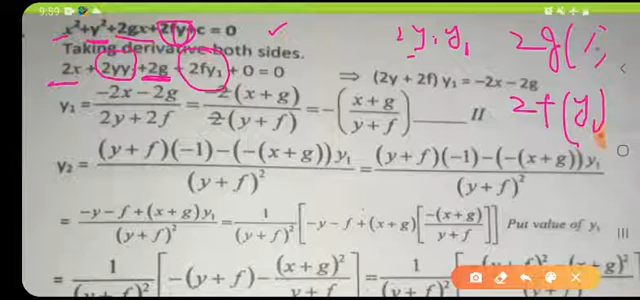 9:59
x²+y²+2gx+2fy+c = 0 ✓
2y.y₁ 2g(1)
Taking derivative both sides.
2x + 2yy₁ + 2g + 2fy₁ + 0 = 0 ⇒ (2y + 2f) y₁ = -2x - 2g
2f(y₁)
y₁ = (-2x - 2g)/(2y + 2f) = -2(x + g)/2(y + f) = -((x + g)/(y + f)) ____ II
y₂ = ((y + f)(-1) - (-(x + g)) y₁)/(y + f)² = ((y + f)(-1) - (-(x + g)) y₁)/(y + f)²
= (-y - f + (x + g) y₁)/(y + f)² = 1/(y + f)² [-y - f + (x + g) [-(x + g)/(y + f)]] Put value of y₁ III
= 1/(y + f)² [-(y + f) - (x + g)²/(y + f)] = 1